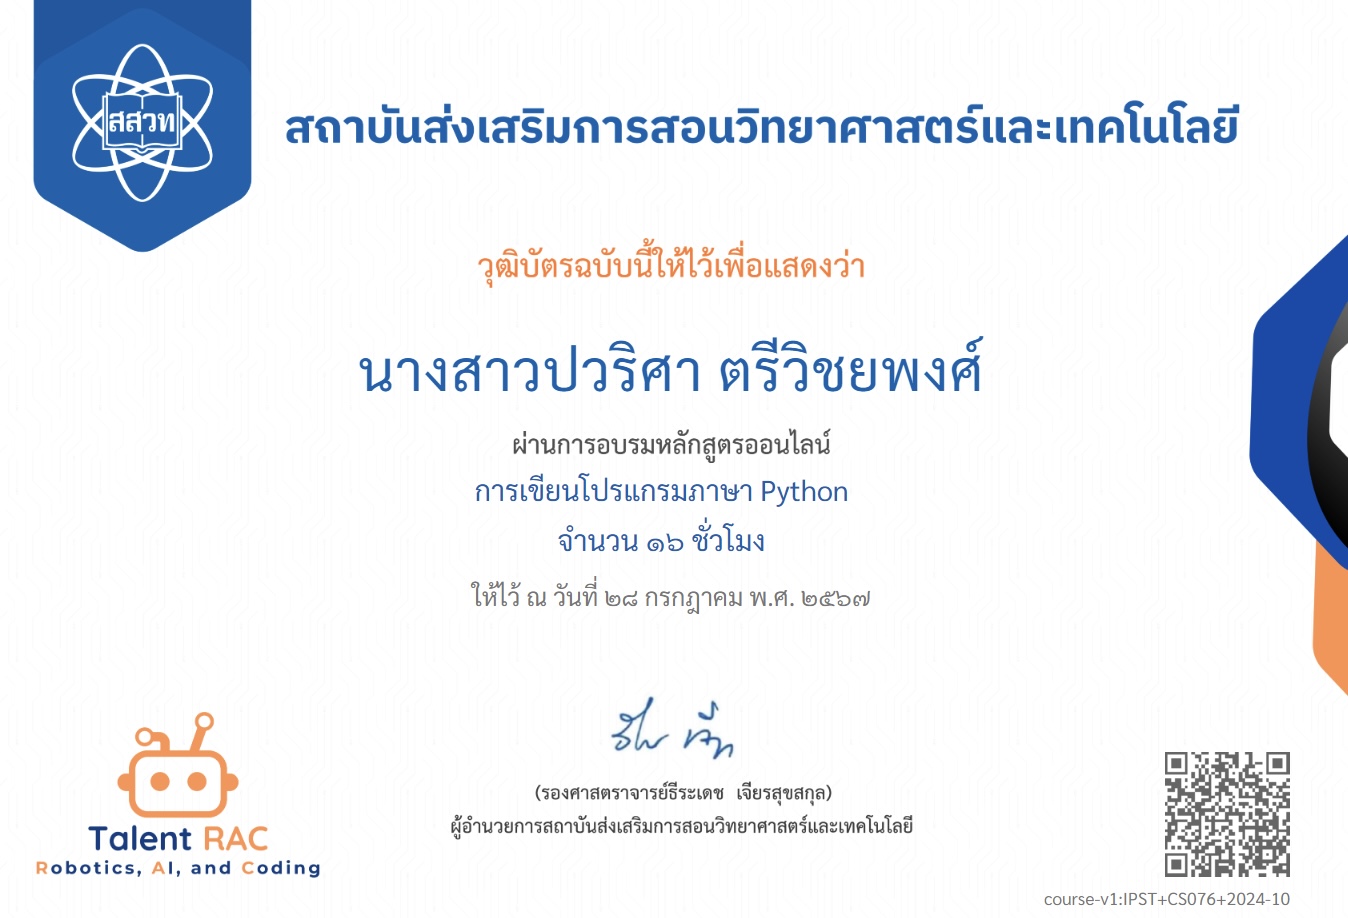 สสวท
สถาบันส่งเสริมการสอนวิทยาศาสตร์และเทคโนโลยี
วุฒิบัตรฉบับนี้ให้ไว้เพื่อแสดงว่า
นางสาวปวริศา ตรีวิชยพงศ์
ผ่านการอบรมหลักสูตรออนไลน์
การเขียนโปรแกรมภาษา Python
จำนวน ๑๖ ชั่วโมง
ให้ไว้ ณ วันที่ ๒๘ กรกฎาคม พ.ศ. ๒๕๖๗
(รองศาสตราจารย์ธีระเดช เจียรสุขสกุล)
ผู้อำนวยการสถาบันส่งเสริมการสอนวิทยาศาสตร์และเทคโนโลยี
Talent RAC
Robotics, AI, and Coding
course-v1:IPST+CS076+2024-10